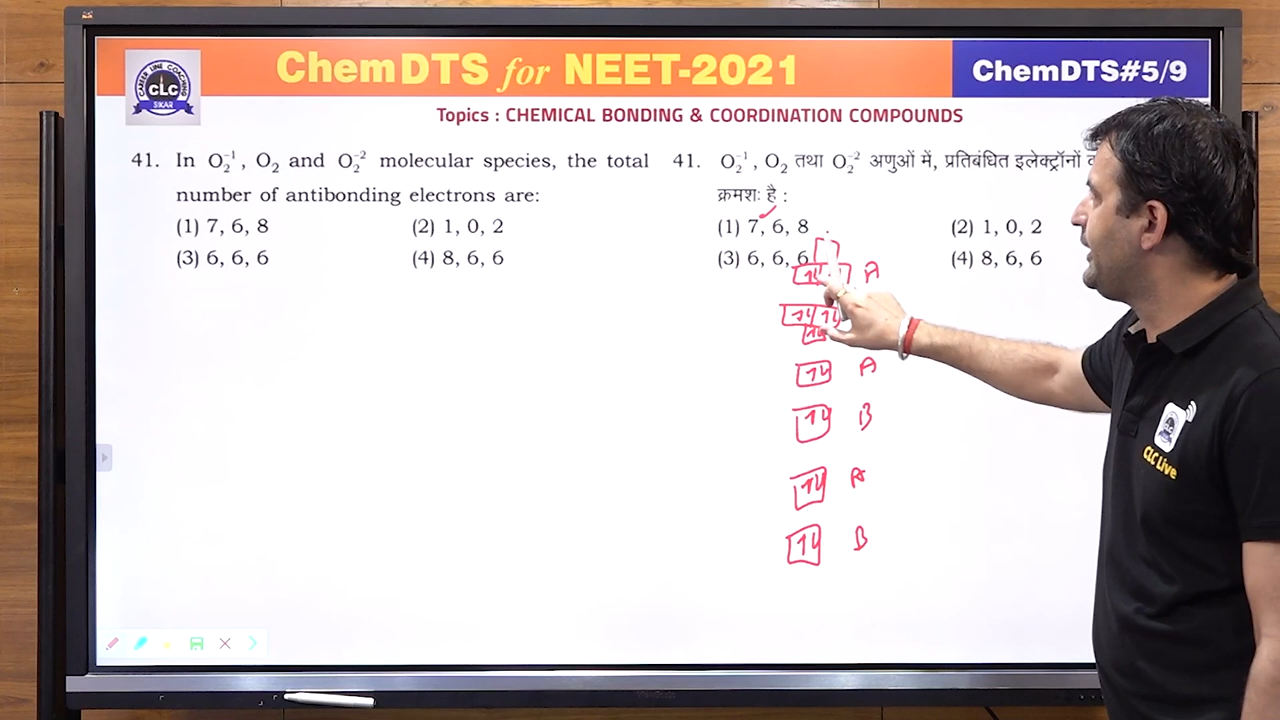 ChemDTS for NEET-2021
ChemDTS#5/9
CAREER LINE COACHING
CLC
SIKAR
Topics : CHEMICAL BONDING & COORDINATION COMPOUNDS
41. In O₂⁻¹, O₂ and O₂⁻² molecular species, the total
number of antibonding electrons are:
(1) 7, 6, 8 (2) 1, 0, 2
(3) 6, 6, 6 (4) 8, 6, 6
41. O₂⁻¹, O₂ तथा O₂⁻² अणुओं में, प्रतिबंधित इलेक्ट्रॉनों
क्रमशः है :
(1) 7, 6, 8 (2) 1, 0, 2
(3) 6, 6, 6 (4) 8, 6, 6
A
A
B
A
B
CLC
CLC Live